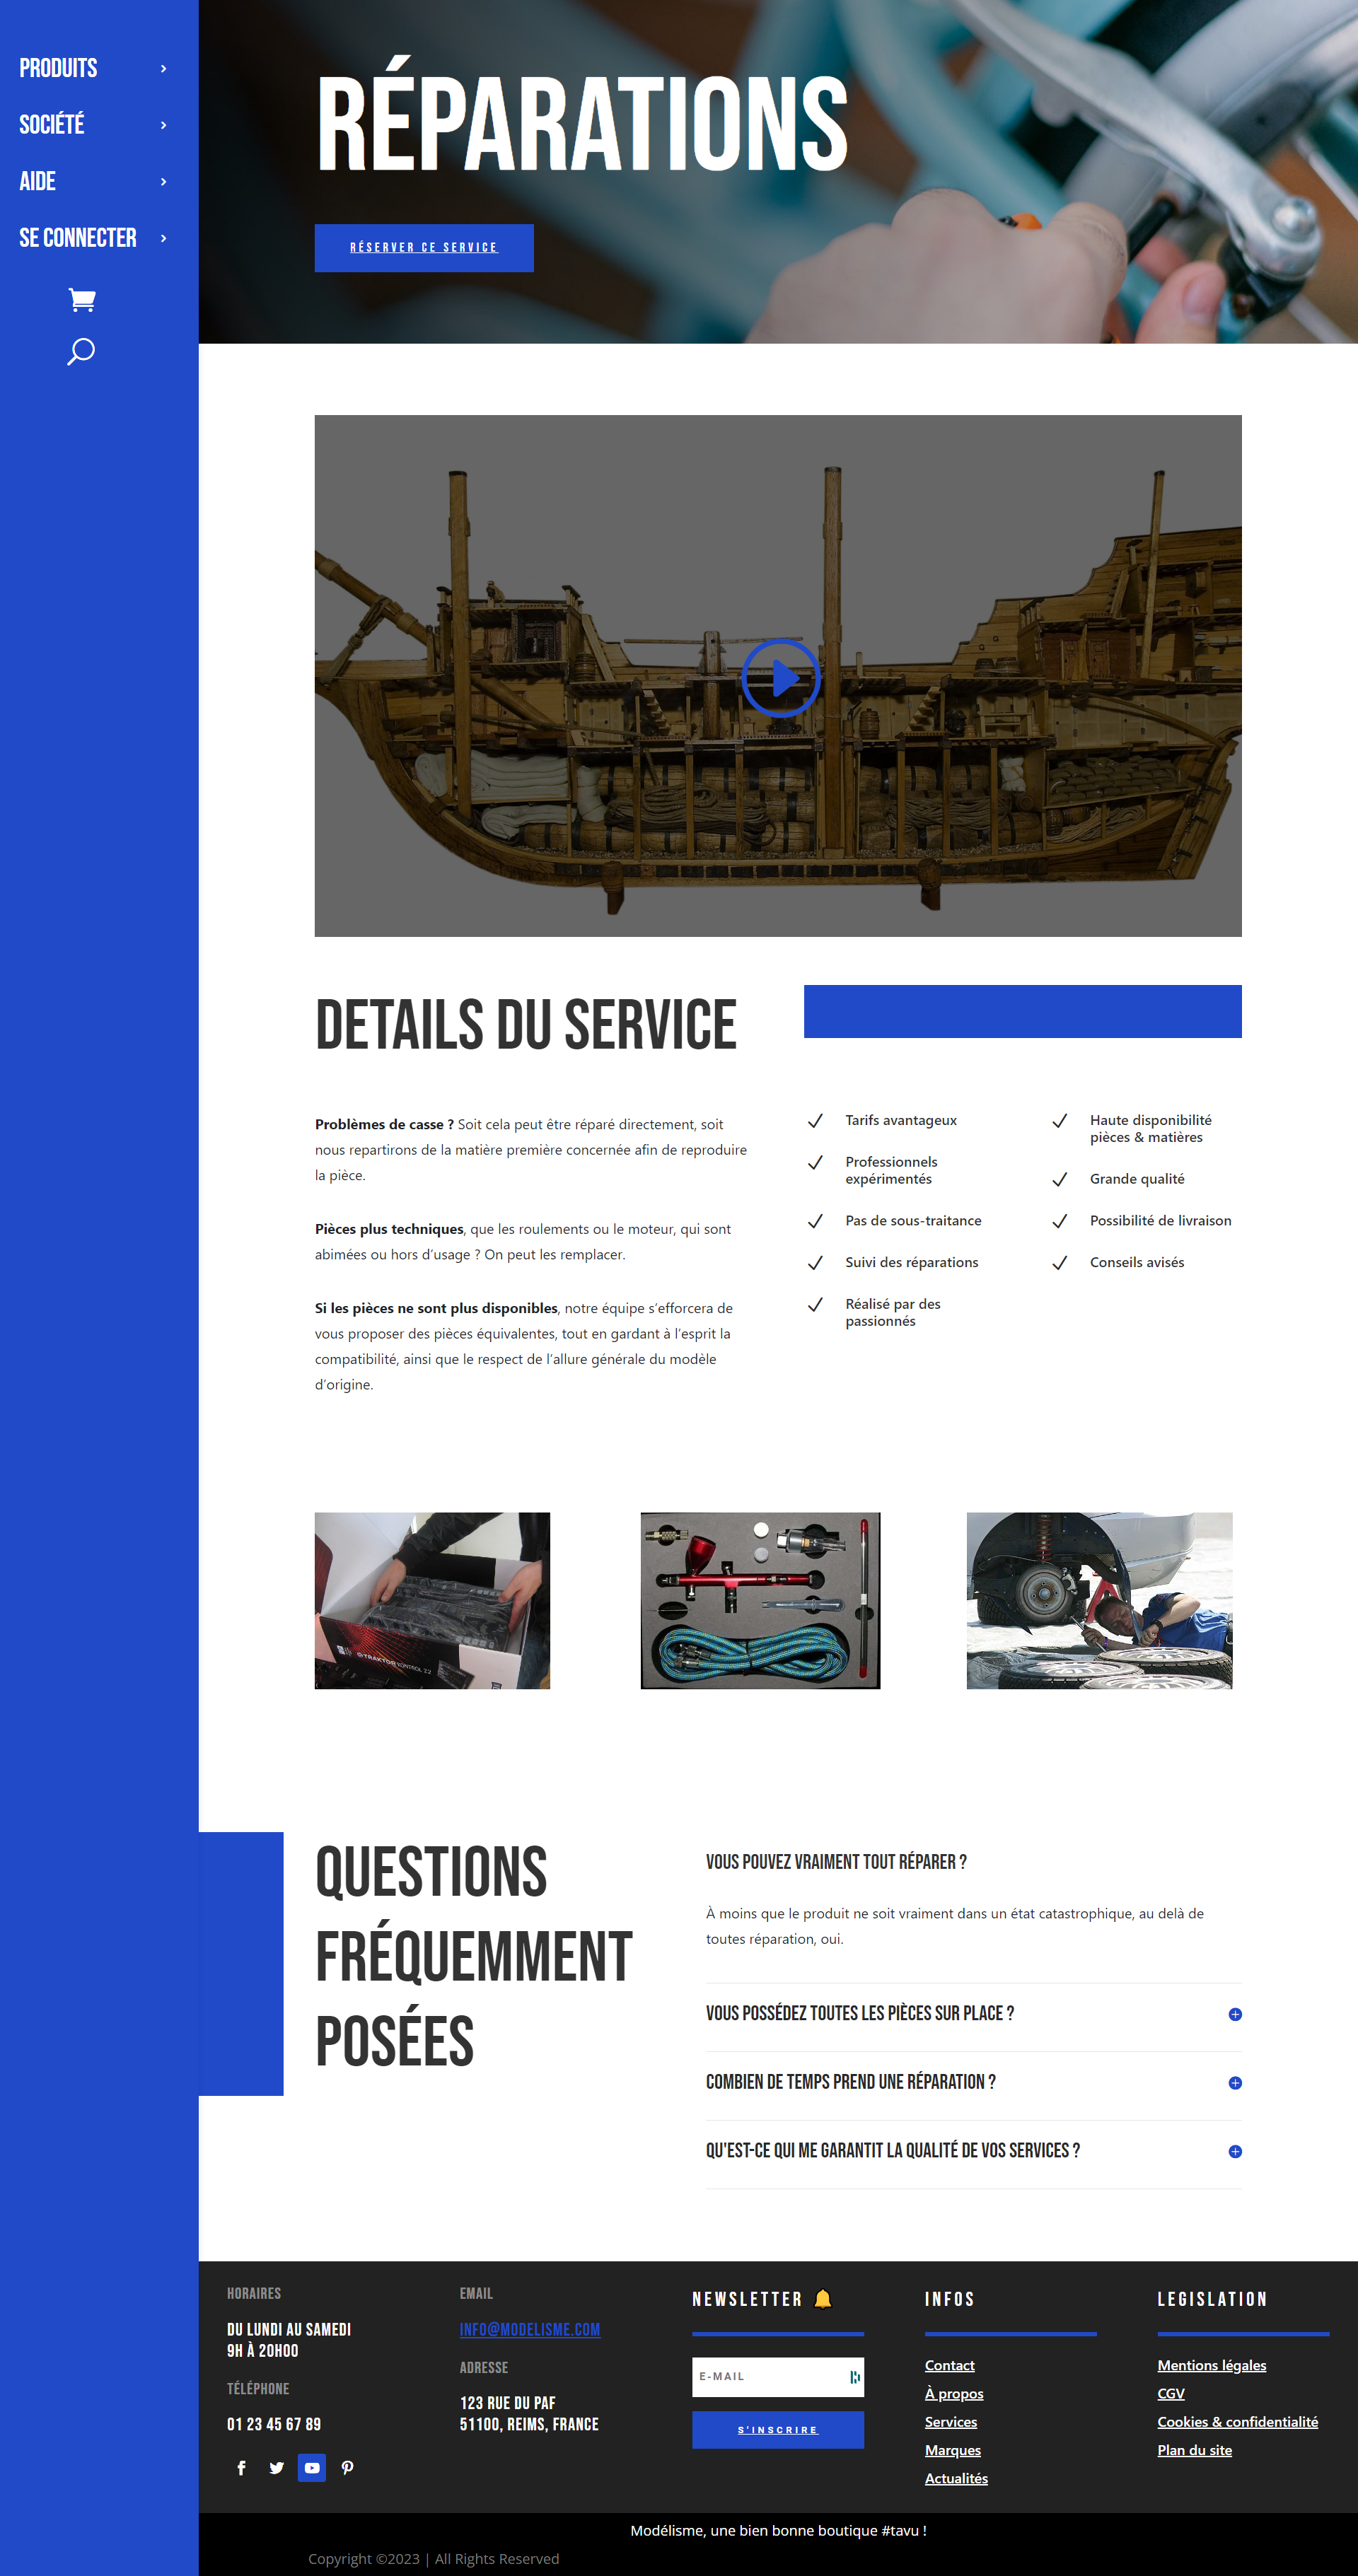 PRODUITS
SOCIÉTÉ
AIDE
SE CONNECTER
RÉPARATIONS
RÉSERVER CE SERVICE
DETAILS DU SERVICE
Problèmes de casse ? Soit cela peut être réparé directement, soit
nous repartirons de la matière première concernée afin de reproduire
la pièce.
Pièces plus techniques, que les roulements ou le moteur, qui sont
abimées ou hors d'usage ? On peut les remplacer.
Si les pièces ne sont plus disponibles, notre équipe s'efforcera de
vous proposer des pièces équivalentes, tout en gardant à l'esprit la
compatibilité, ainsi que le respect de l'allure générale du modèle
d'origine.
Tarifs avantageux
Professionnels
expérimentés
Pas de sous-traitance
Suivi des réparations
Réalisé par des
passionnés
Haute disponibilité
pièces & matières
Grande qualité
Possibilité de livraison
Conseils avisés
TRAKTOR KONTROL Z2
QUESTIONS
FRÉQUEMMENT
POSÉES
VOUS POUVEZ VRAIMENT TOUT RÉPARER ?
À moins que le produit ne soit vraiment dans un état catastrophique, au delà de
toutes réparation, oui.
VOUS POSSÉDEZ TOUTES LES PIÈCES SUR PLACE ?
COMBIEN DE TEMPS PREND UNE RÉPARATION ?
QU'EST-CE QUI ME GARANTIT LA QUALITÉ DE VOS SERVICES ?
HORAIRES
DU LUNDI AU SAMEDI
9H À 20H00
TÉLÉPHONE
01 23 45 67 89
EMAIL
INFO@MODELISME.COM
ADRESSE
123 RUE DU PAF
51100, REIMS, FRANCE
NEWSLETTER 🔔
E-MAIL
S'INSCRIRE
INFOS
Contact
À propos
Services
Marques
Actualités
LEGISLATION
Mentions légales
CGV
Cookies & confidentialité
Plan du site
Modélisme, une bien bonne boutique #tavu !
Copyright ©2023 | All Rights Reserved